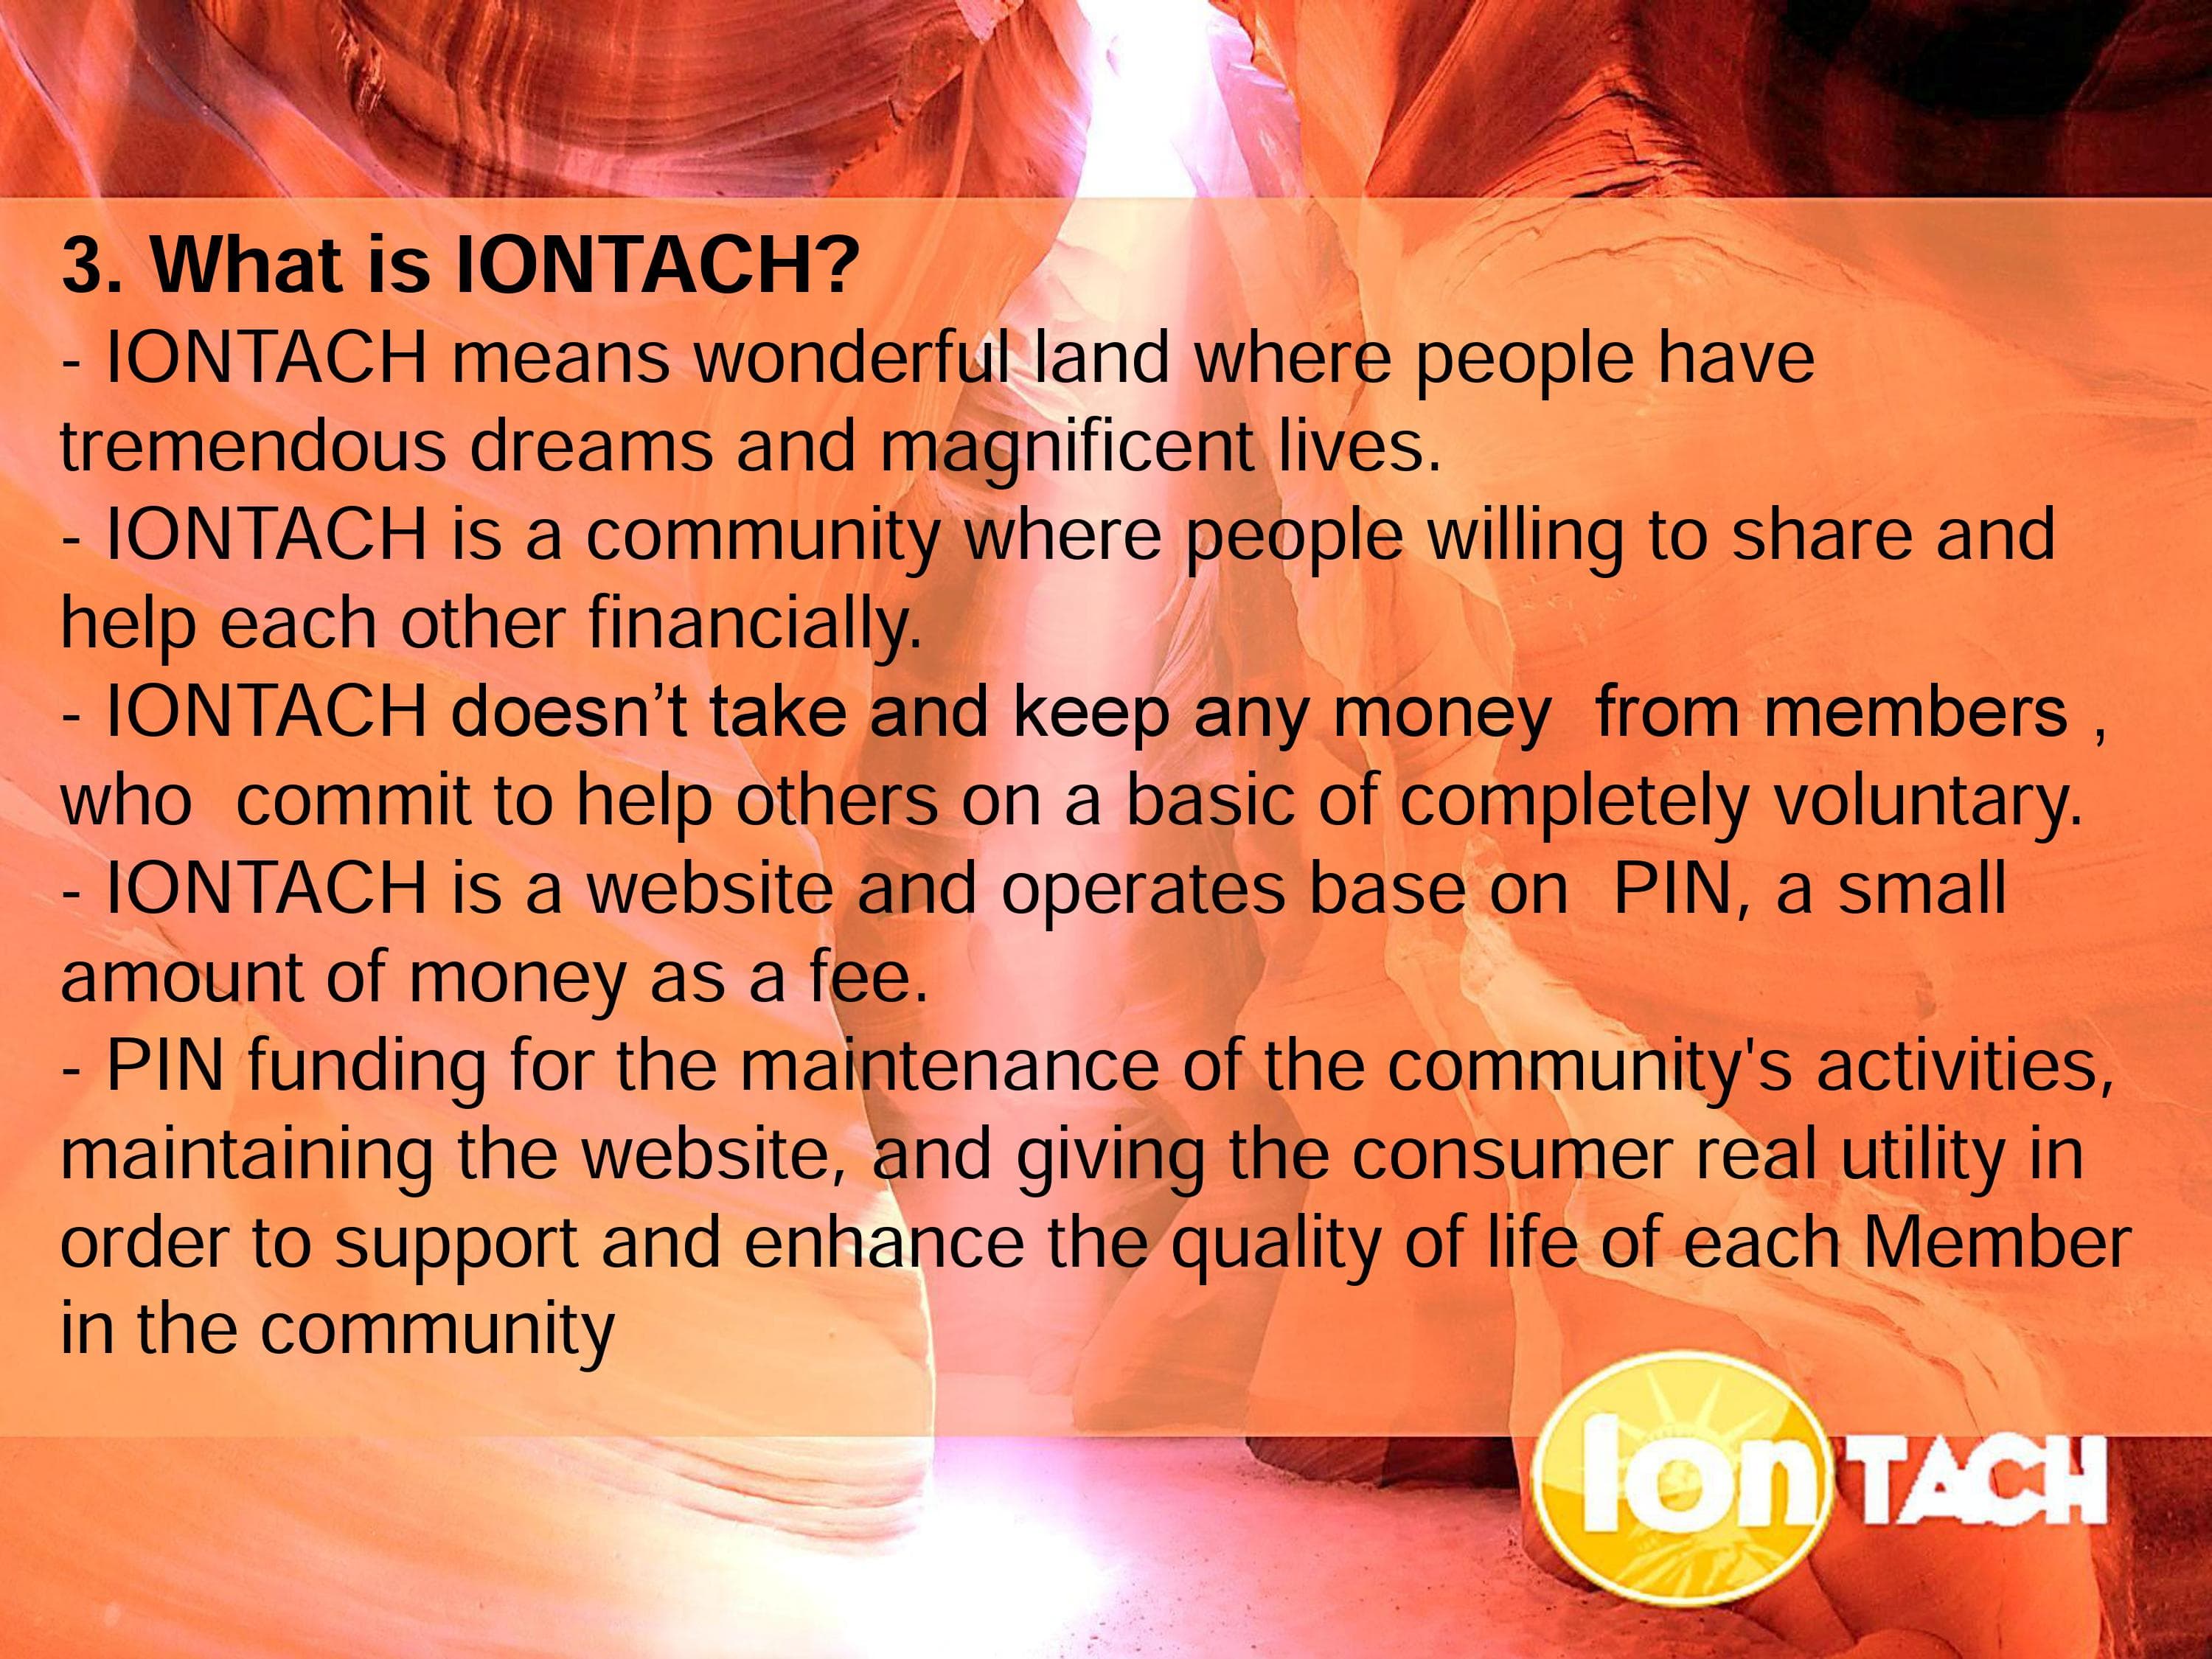 3. What is IONTACH?
- IONTACH means wonderful land where people have
tremendous dreams and magnificent lives.
- IONTACH is a community where people willing to share and
help each other financially.
- IONTACH doesn’t take and keep any money  from members ,
who  commit to help others on a basic of completely voluntary.
- IONTACH is a website and operates base on  PIN, a small
amount of money as a fee.
- PIN funding for the maintenance of the community's activities,
maintaining the website, and giving the consumer real utility in
order to support and enhance the quality of life of each Member
in the community
Ion TACH